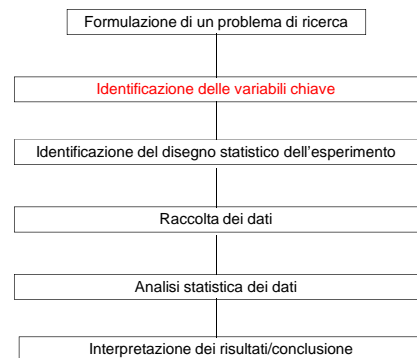 Formulazione di un problema di ricerca
Identificazione delle variabili chiave
Identificazione del disegno statistico dell'esperimento
Raccolta dei dati
Analisi statistica dei dati
Interpretazione dei risultati/conclusione